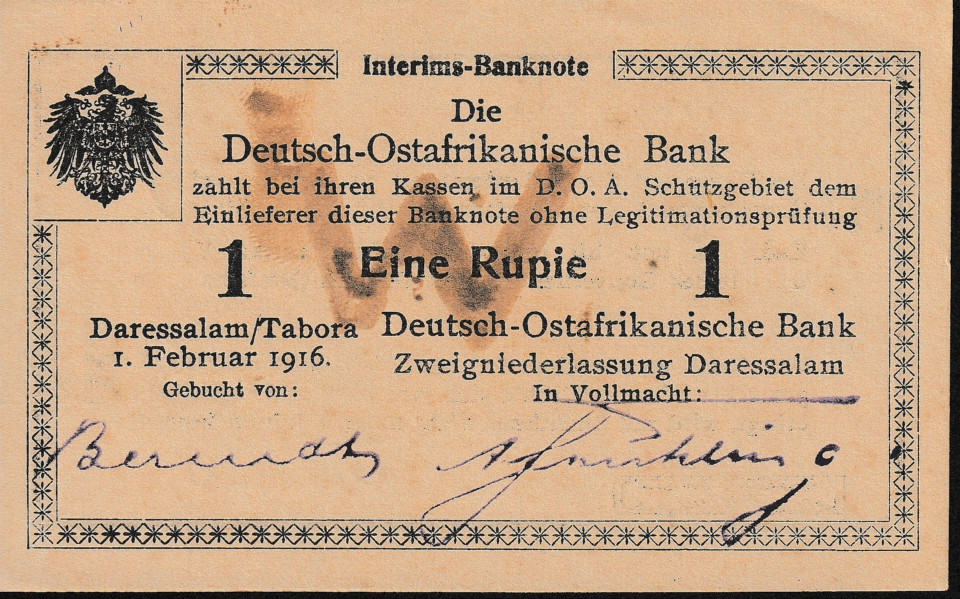 Interims-Banknote
Die
Deutsch-Ostafrikanische Bank
zahlt bei ihren Kassen im D. O. A. Schutzgebiet dem
Einlieferer dieser Banknote ohne Legitimationsprüfung
1 Eine Rupie 1
Daressalam/Tabora
1. Februar 1916.
Gebucht von:
Deutsch-Ostafrikanische Bank
Zweigniederlassung Daressalam
In Vollmacht:
W